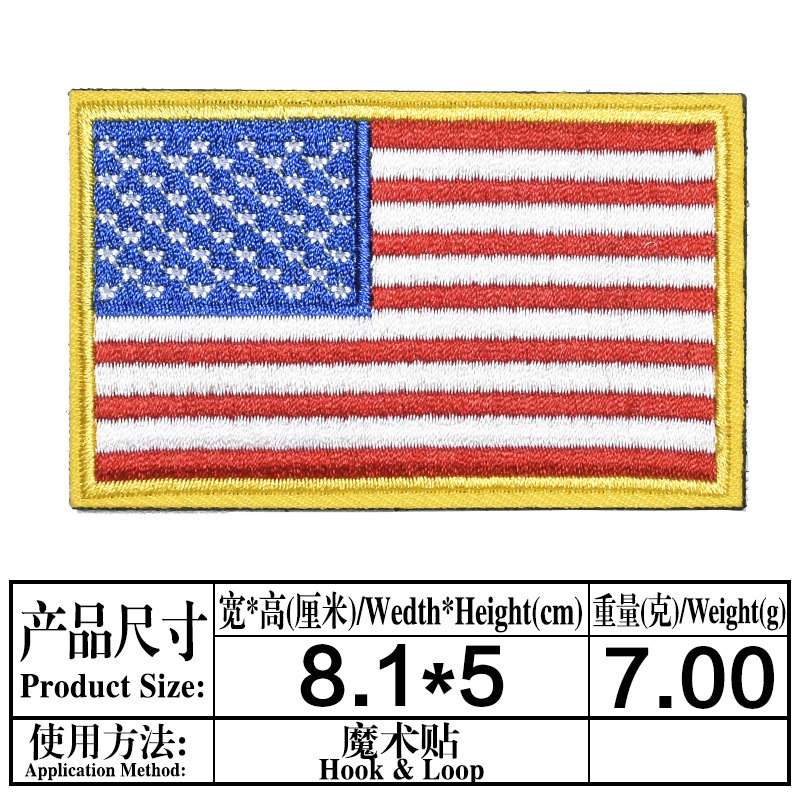 产品尺寸
Product Size:
宽*高(厘米)/Wedth*Height(cm)
8.1*5
重量(克)/Weight(g)
7.00
使用方法:
Application Method:
魔术贴
Hook & Loop